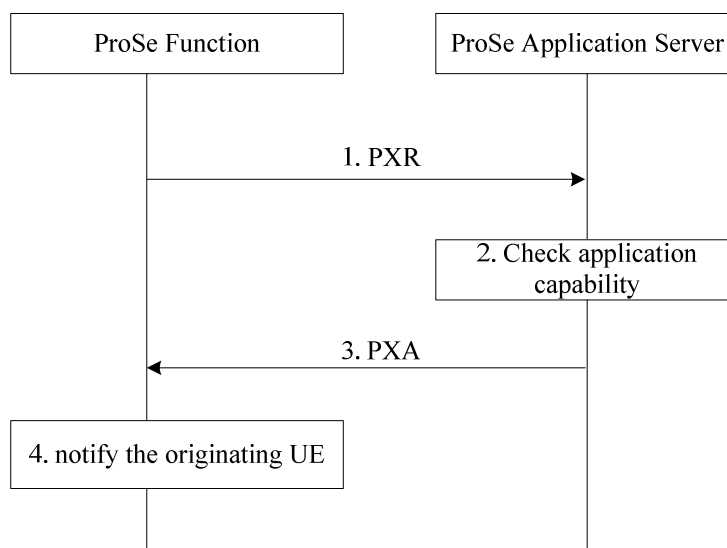 ProSe Function
ProSe Application Server
1. PXR
2. Check application
capability
3. PXA
4. notify the originating UE